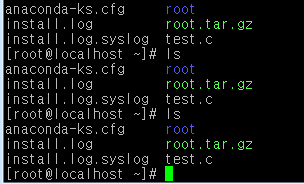 anaconda-ks.cfg root
install.log root.tar.gz
install.log.syslog test.c
[root@localhost ~]# ls
anaconda-ks.cfg root
install.log root.tar.gz
install.log.syslog test.c
[root@localhost ~]# ls
anaconda-ks.cfg root
install.log root.tar.gz
install.log.syslog test.c
[root@localhost ~]#